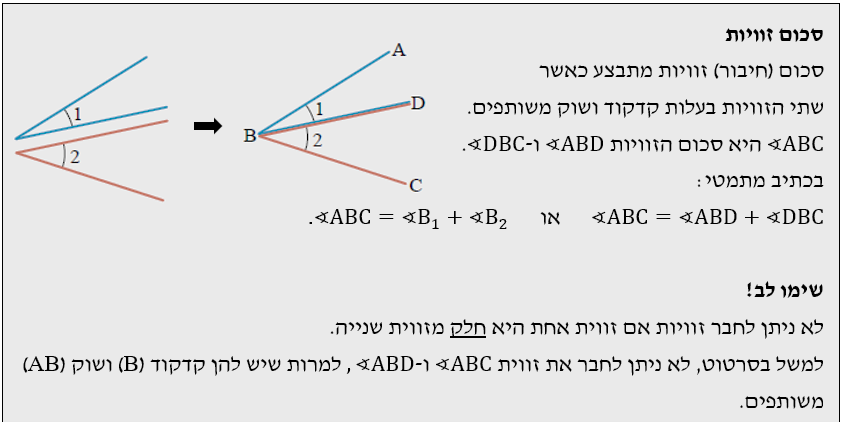 סכום זוויות
סכום (חיבור) זוויות מתבצע כאשר
שתי הזוויות בעלות קדקוד ושוק משותפים.
∢ABC היא סכום הזוויות ∢ABD ו-∢DBC.
בכתיב מתמטי:
∢ABC = ∢ABD + ∢DBC או ∢ABC = ∢B₁ + ∢B₂.
1
2
A
1
D
B
2
C
שימו לב!
לא ניתן לחבר זוויות אם זווית אחת היא חלק מזווית שנייה.
למשל בסרטוט, לא ניתן לחבר את זווית ∢ABC ו-∢ABD, למרות שיש להן קדקוד (B) ושוק (AB)
משותפים.